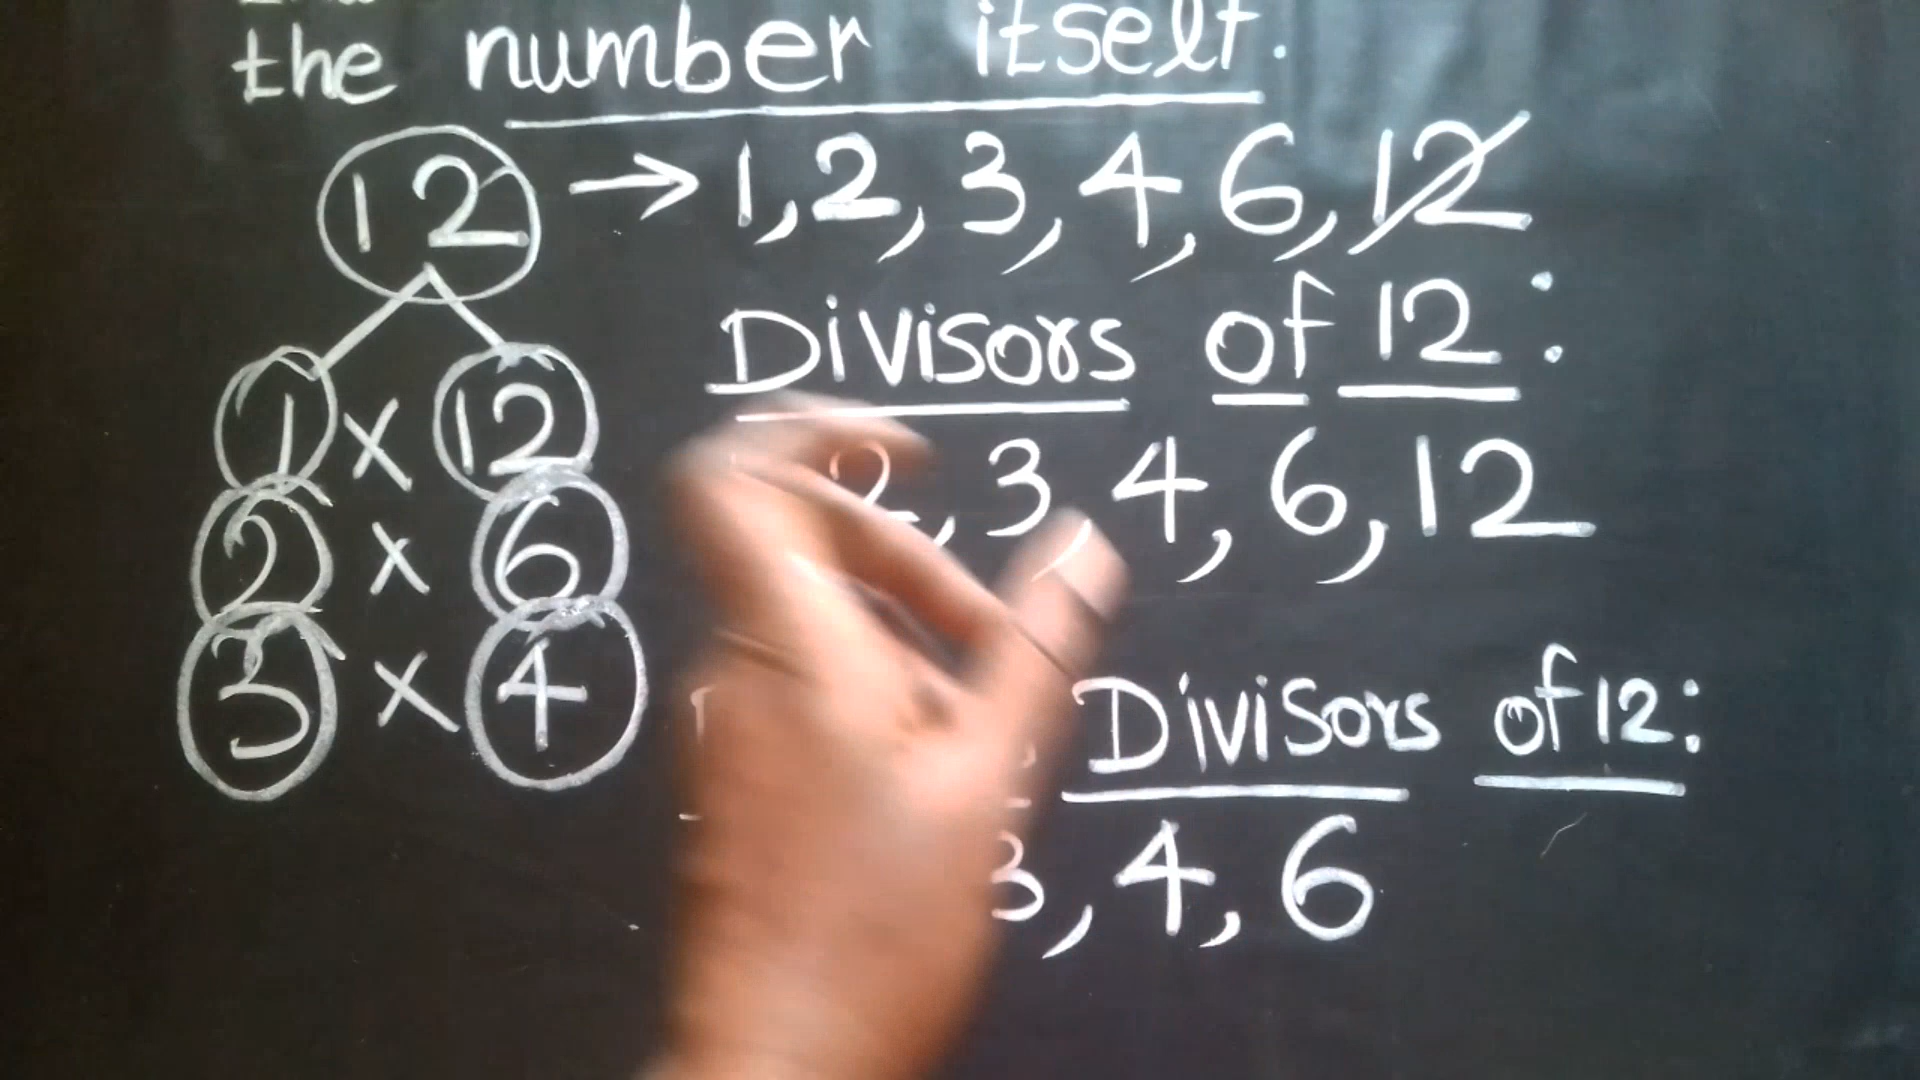 the number itself.
12 → 1, 2, 3, 4, 6, 12
Divisors of 12:
1 x 12
2, 3, 4, 6, 12
2 x 6
3 x 4
Divisors of 12:
3, 4, 6